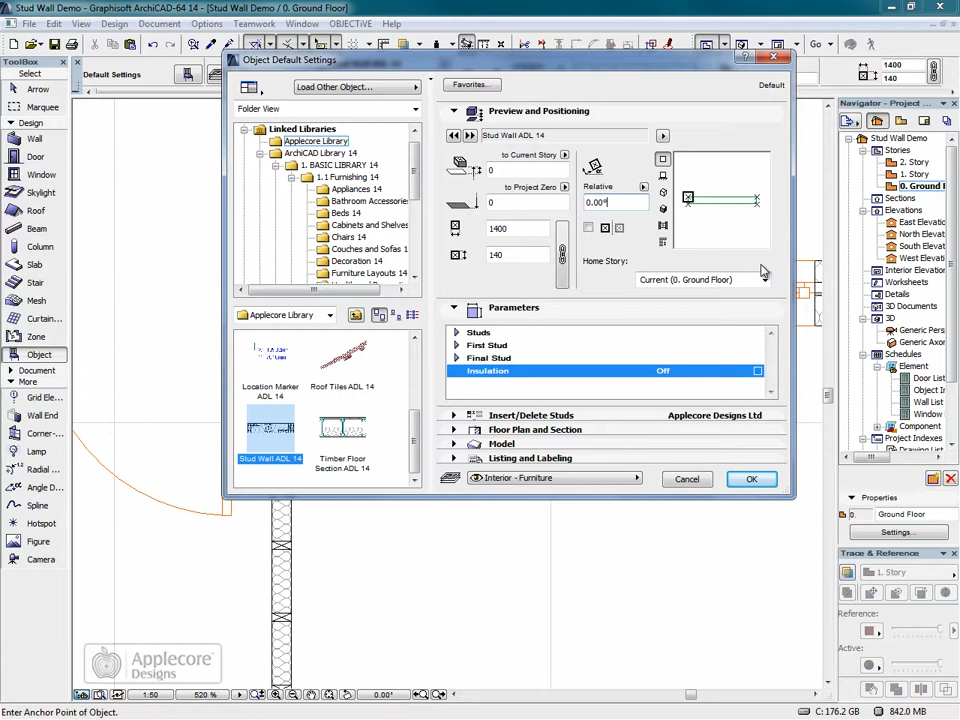 Stud Wall Demo - Graphisoft ArchiCAD-64 14 - [Stud Wall Demo / 0. Ground Floor]
File Edit View Design Document Options Teamwork Window OBJECTiVE Help
Go
ToolBox
Select
Arrow
Marquee
Design
Wall
Door
Window
Skylight
Roof
Beam
Column
Slab
Stair
Mesh
Curtain...
Zone
Object
Document
More
Grid Ele...
Wall End
Corner-...
Lamp
Radial ...
Angle D...
Spline
Hotspot
Figure
Camera
Default Settings
1400
140
Object Default Settings
Load Other Object...
Folder View
Linked Libraries
Applecore Library
ArchiCAD Library 14
1. BASIC LIBRARY 14
1.1 Furnishing 14
Appliances 14
Bathroom Accessorie
Beds 14
Cabinets and Shelve
Chairs 14
Couches and Sofas 1
Decoration 14
Furniture Layouts 14
Applecore Library
Location Marker ADL 14
Roof Tiles ADL 14
Stud Wall ADL 14
Timber Floor Section ADL 14
Favorites...
Default
Preview and Positioning
Stud Wall ADL 14
to Current Story
0
to Project Zero
0
1400
140
Relative
0.00°
Home Story:
Current (0. Ground Floor)
Parameters
Studs
First Stud
Final Stud
Insulation Off
Insert/Delete Studs Applecore Designs Ltd
Floor Plan and Section
Model
Listing and Labeling
Interior - Furniture
Cancel
OK
Navigator - Project ...
Stud Wall Demo
Stories
2. Story
1. Story
0. Ground F
Sections
Elevations
East Elevati
North Eleva
South Eleva
West Elevat
Interior Elevatio
Worksheets
Details
3D Documents
3D
Generic Pers
Generic Axo
Schedules
Element
Door List
Object In
Wall List
Window
Component
Project Indexes
Properties
0. Ground Floor
Settings...
Trace & Reference
1. Story
Reference:
Active:
Applecore Designs
1:50 520 % 0.00°
Enter Anchor Point of Object.
C: 176.2 GB 842.0 MB